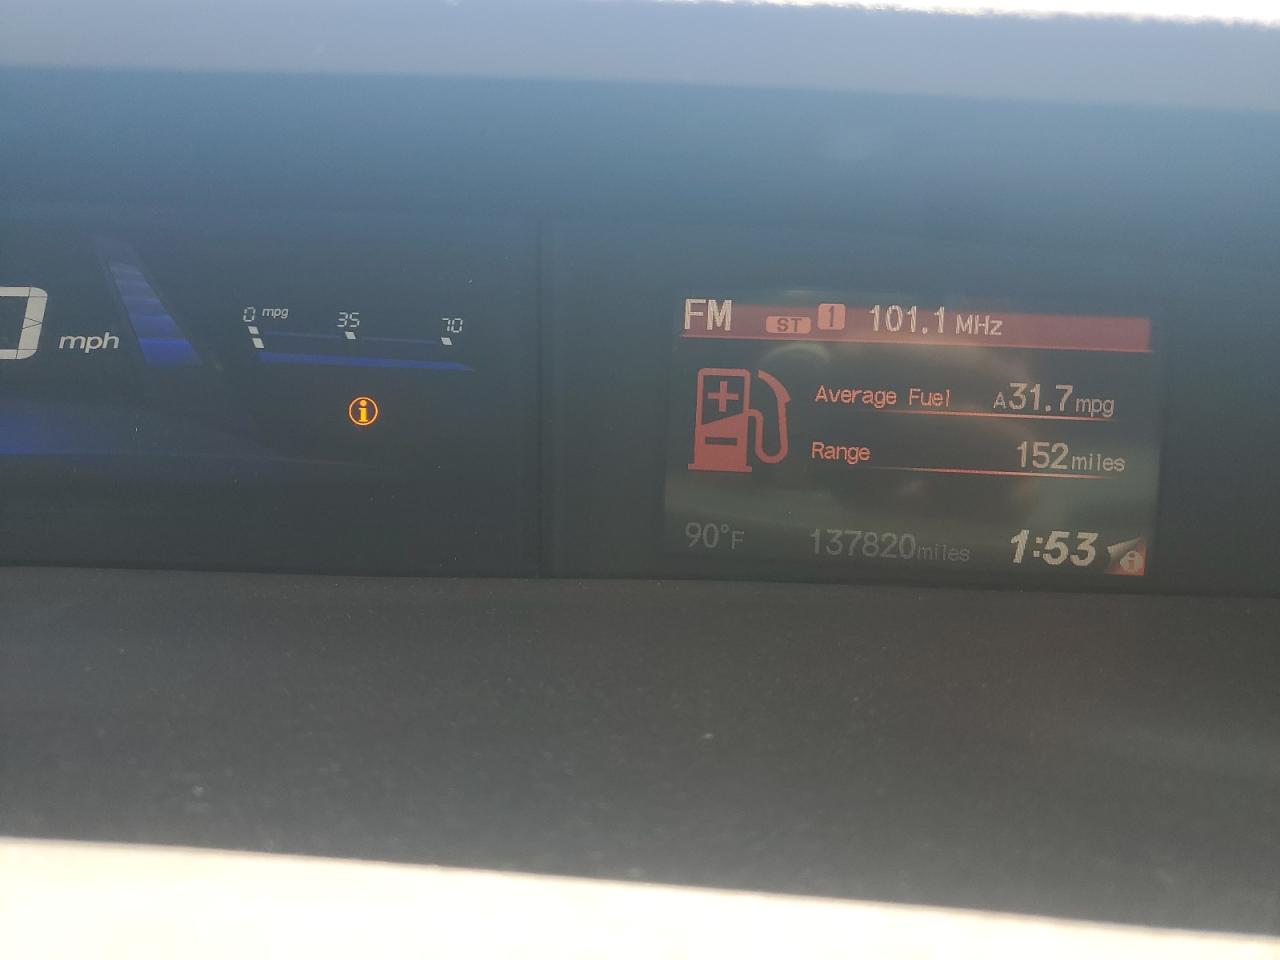 0 mph
0 mpg 35 70
i
FM ST 1 101.1 MHz
Average Fuel A31.7mpg
Range 152miles
90°F 137820miles 1:53 i